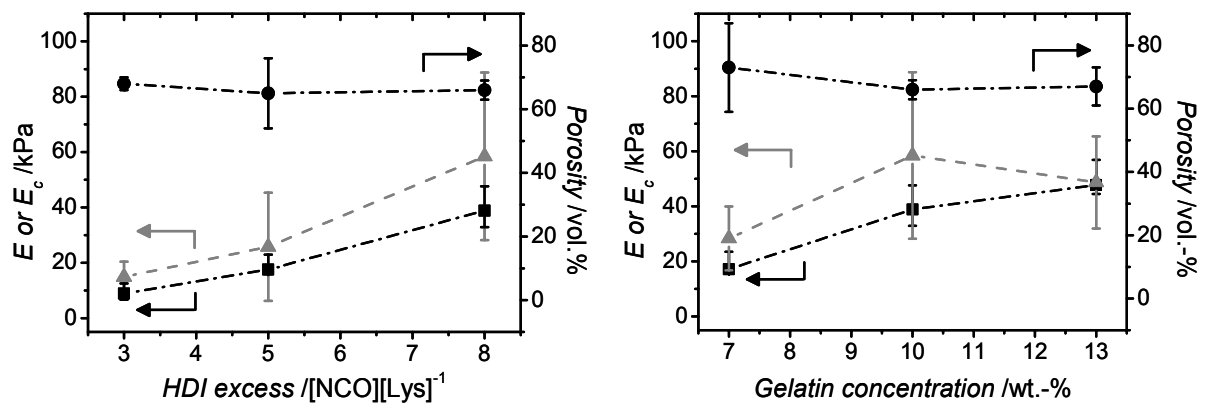 100
80
60
40
20
0
E or E_c /kPa
80
60
40
20
0
Porosity /vol.%
3 4 5 6 7 8
HDI excess /[NCO][Lys]⁻¹
100
80
60
40
20
0
E or E_c /kPa
80
60
40
20
0
Porosity /vol.-%
7 8 9 10 11 12 13
Gelatin concentration /wt.-%